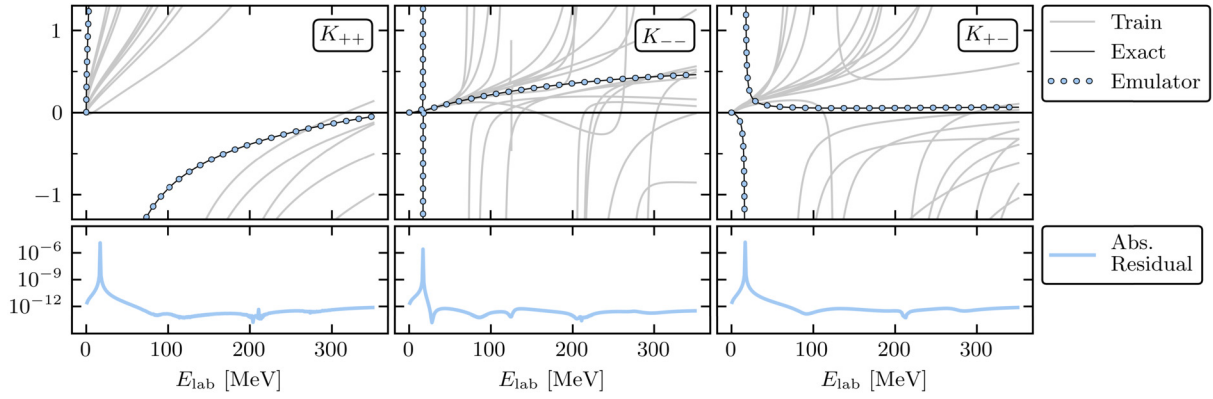 1
0
−1
K++
K−−
K+−
Train
Exact
Emulator
10−6
10−9
10−12
Abs.
Residual
0 100 200 300
0 100 200 300
0 100 200 300
Elab [MeV]
Elab [MeV]
Elab [MeV]